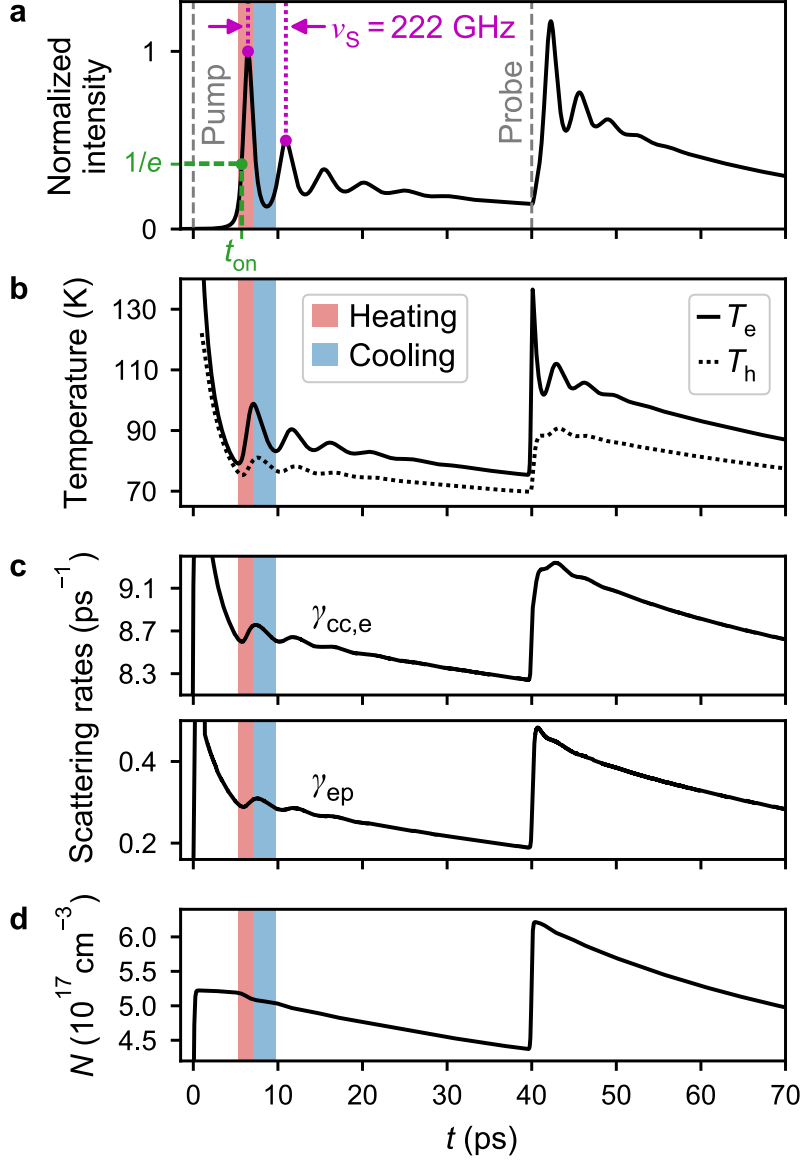 a
ν_S = 222 GHz
Normalized
intensity
1
1/e
0
Pump
Probe
t_on
b
Temperature (K)
130
110
90
70
Heating
Cooling
T_e
T_h
c
Scattering rates (ps⁻¹)
9.1
8.7
8.3
γ_cc,e
0.4
0.2
γ_ep
d
N (10¹⁷ cm⁻³)
6.0
5.5
5.0
4.5
0 10 20 30 40 50 60 70
t (ps)